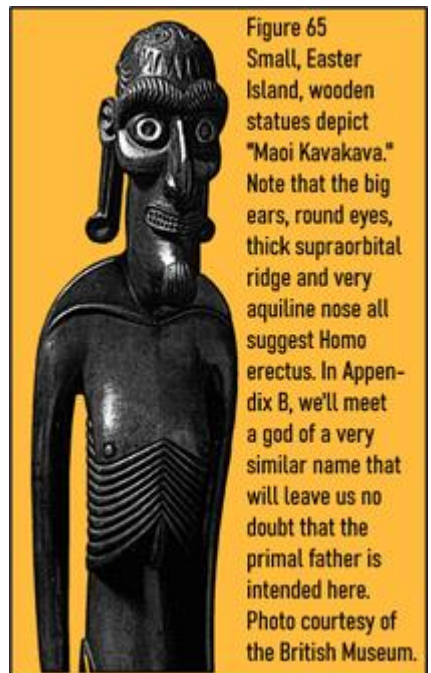 Figure 65
Small, Easter
Island, wooden
statues depict
"Maoi Kavakava."
Note that the big
ears, round eyes,
thick supraorbital
ridge and very
aquiline nose all
suggest Homo
erectus. In Appen-
dix B, we'll meet
a god of a very
similar name that
will leave us no
doubt that the
primal father is
intended here.
Photo courtesy of
the British Museum.